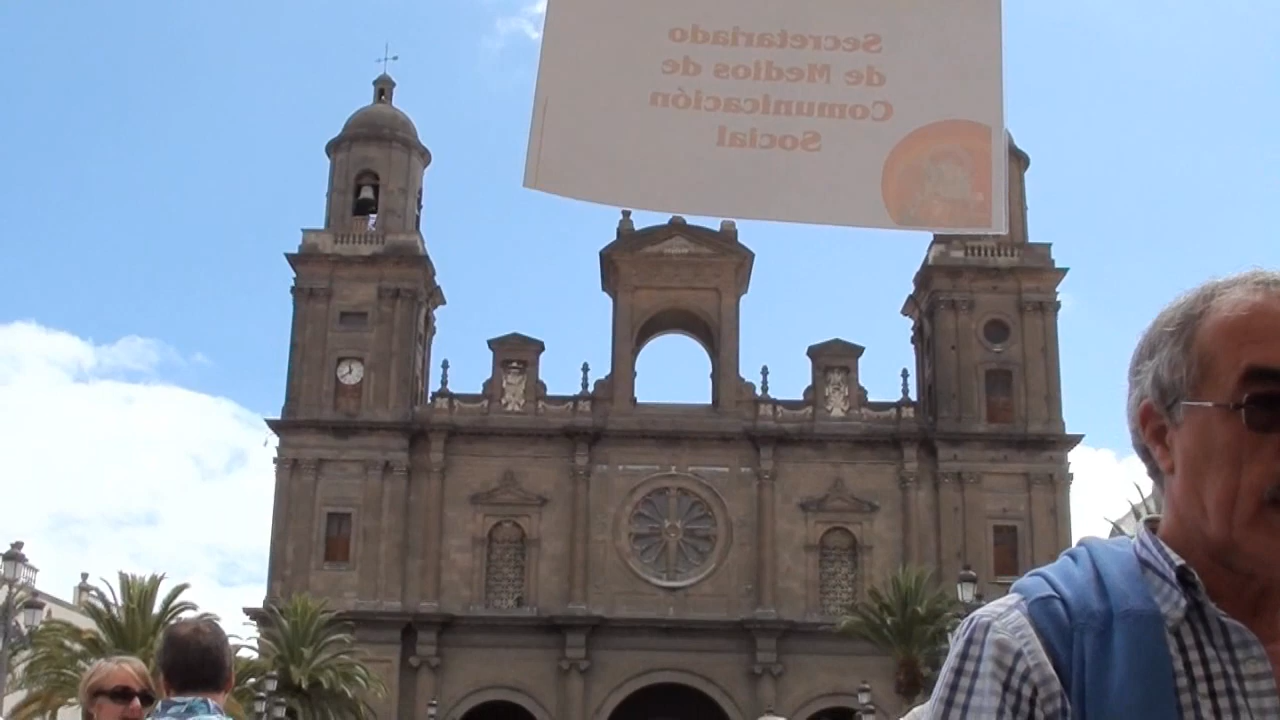 Secretariado
de Medios de
Comunicación
Social